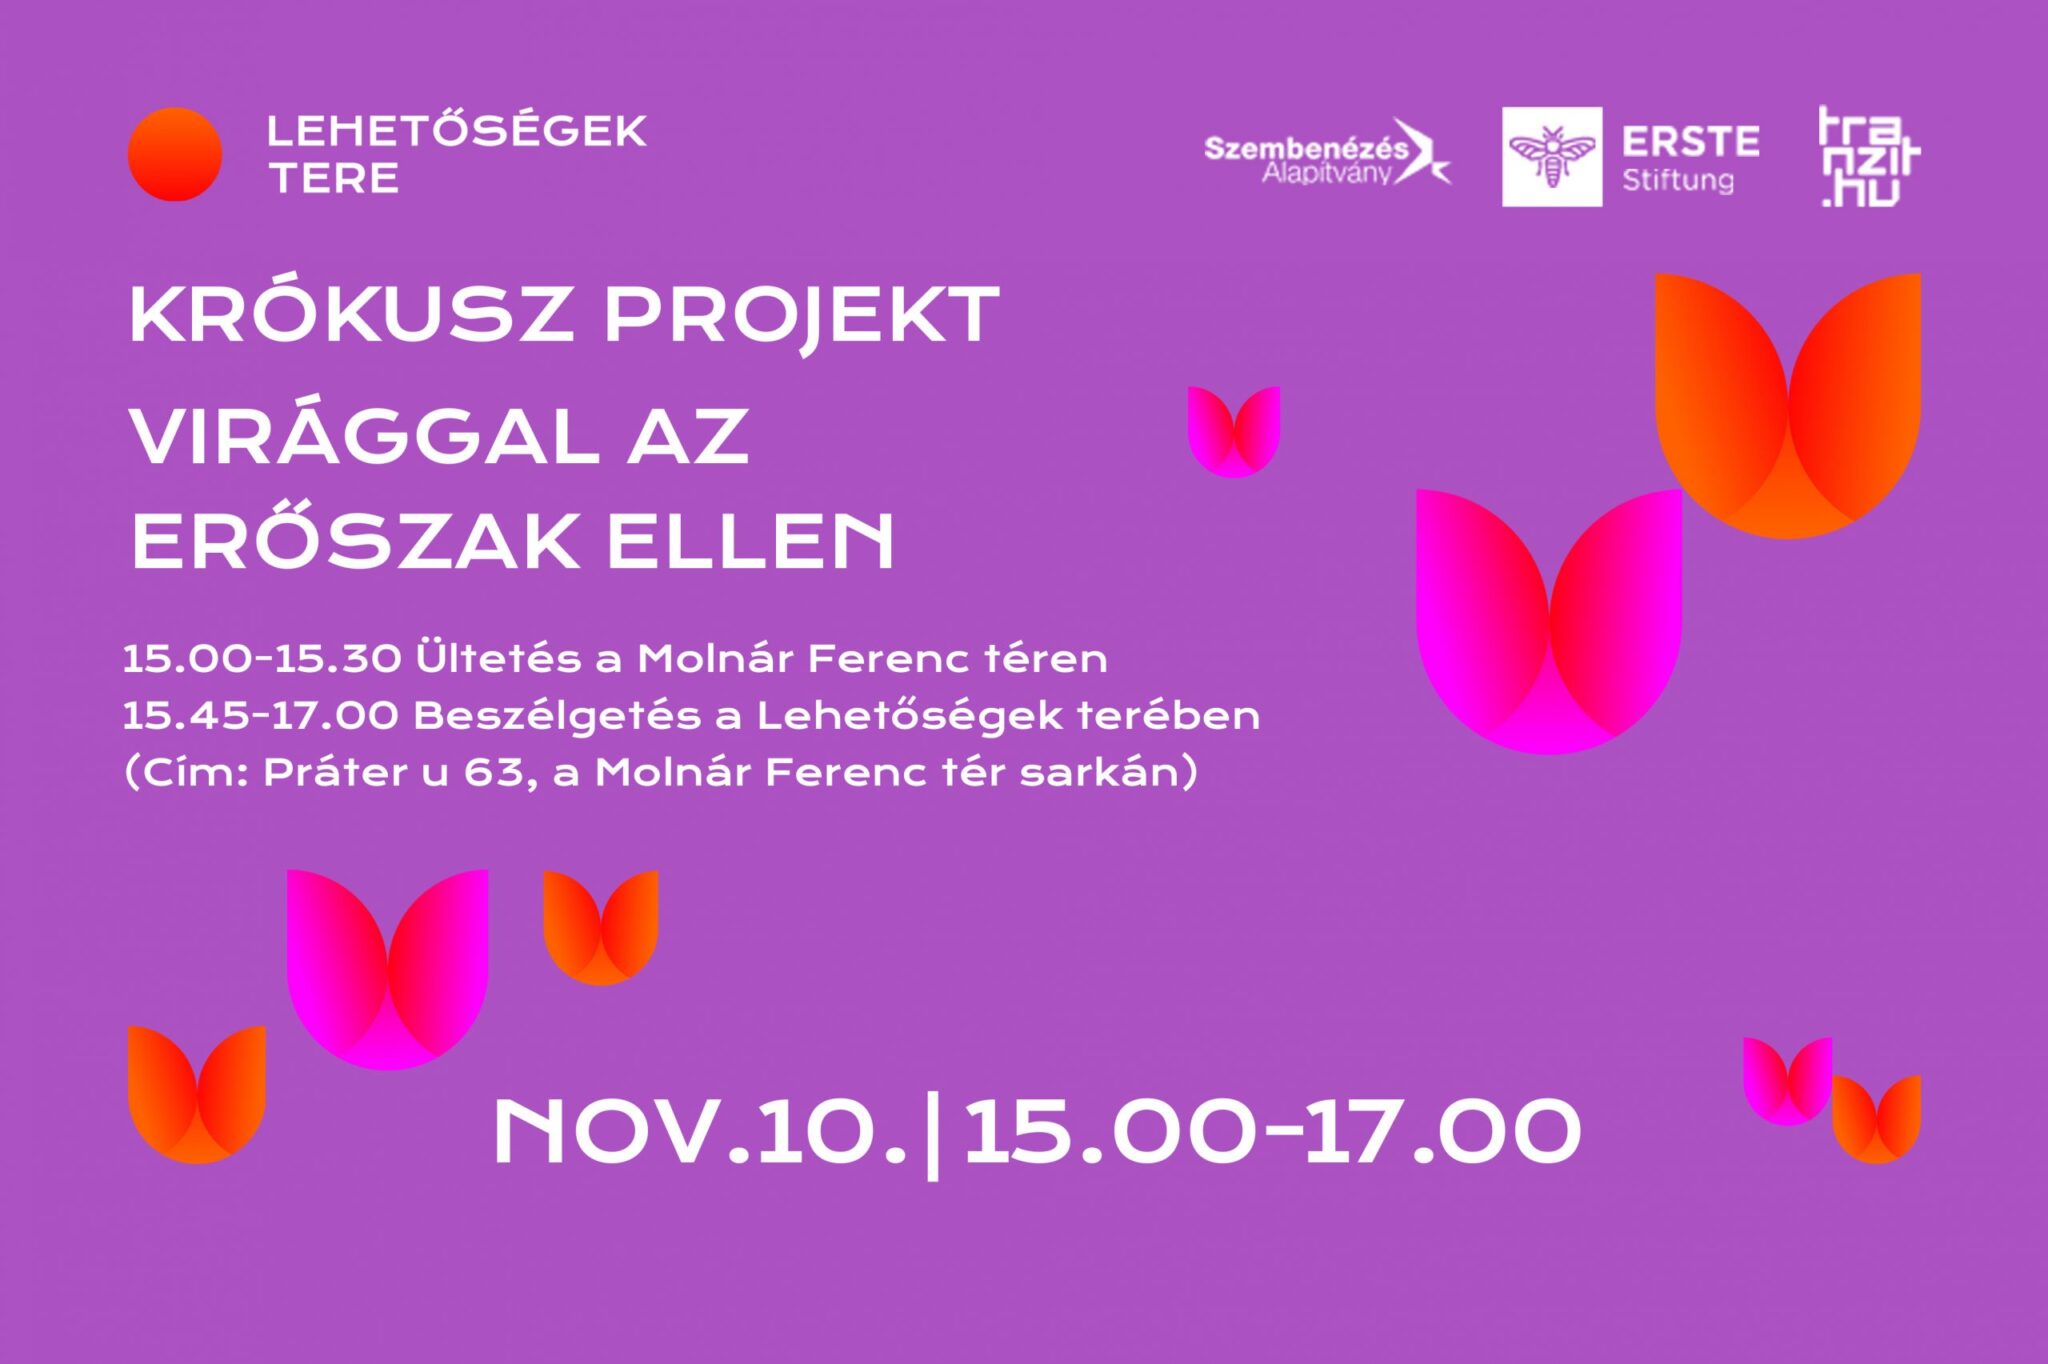 LEHETŐSÉGEK
TERE
Szembenézés
Alapítvány
ERSTE
Stiftung
tra
nzit
.hu
KRÓKUSZ PROJEKT
VIRÁGGAL AZ
ERŐSZAK ELLEN
15.00-15.30 Ültetés a Molnár Ferenc téren
15.45-17.00 Beszélgetés a Lehetőségek terében
(Cím: Práter u 63, a Molnár Ferenc tér sarkán)
NOV.10.|15.00-17.00